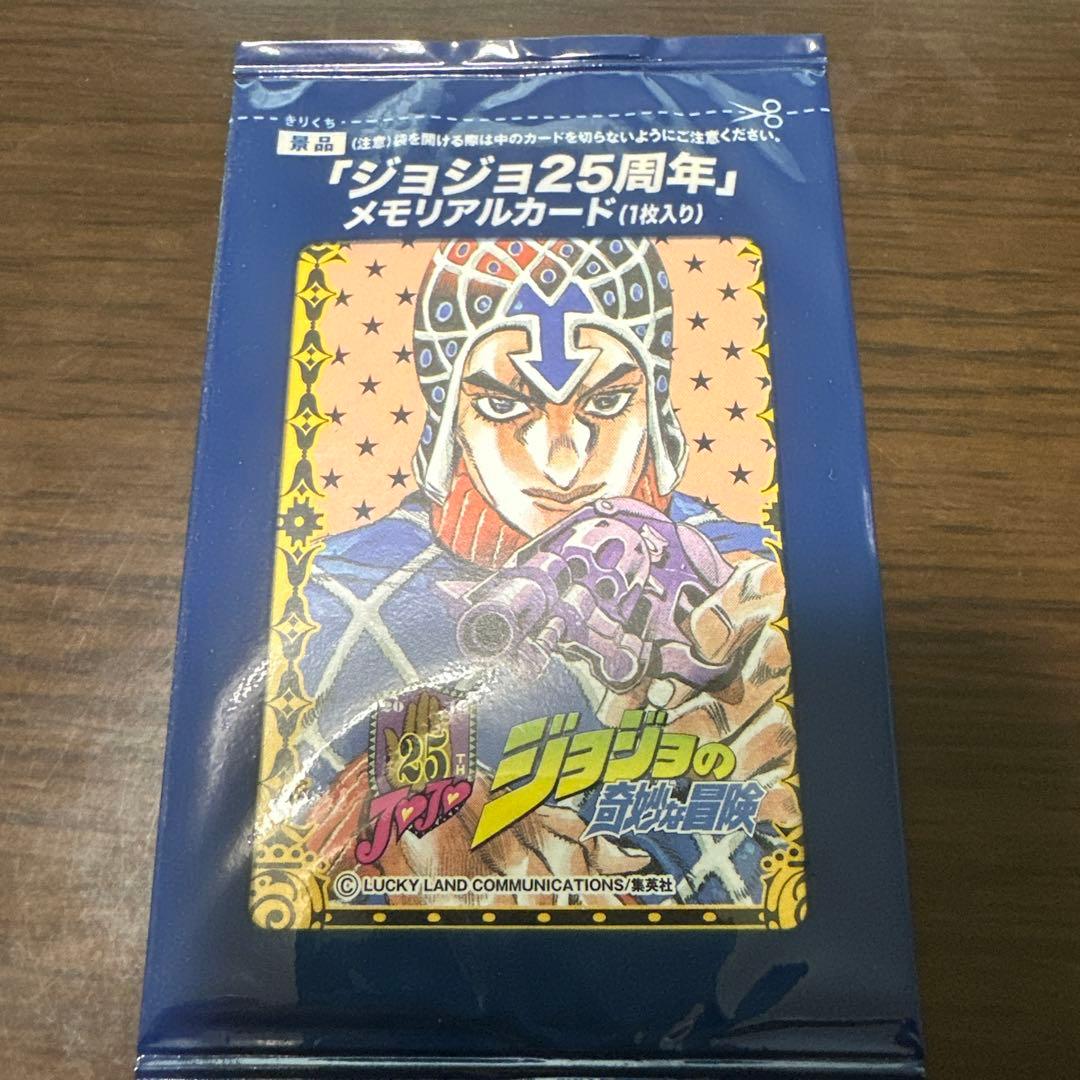 きりくち
景品 (注意)袋を開ける際は中のカードを切らないようにご注意ください。
「ジョジョ25周年」
メモリアルカード(1枚入り)
25
TH
JOJO
ジョジョの
奇妙な冒険
© LUCKY LAND COMMUNICATIONS/集英社